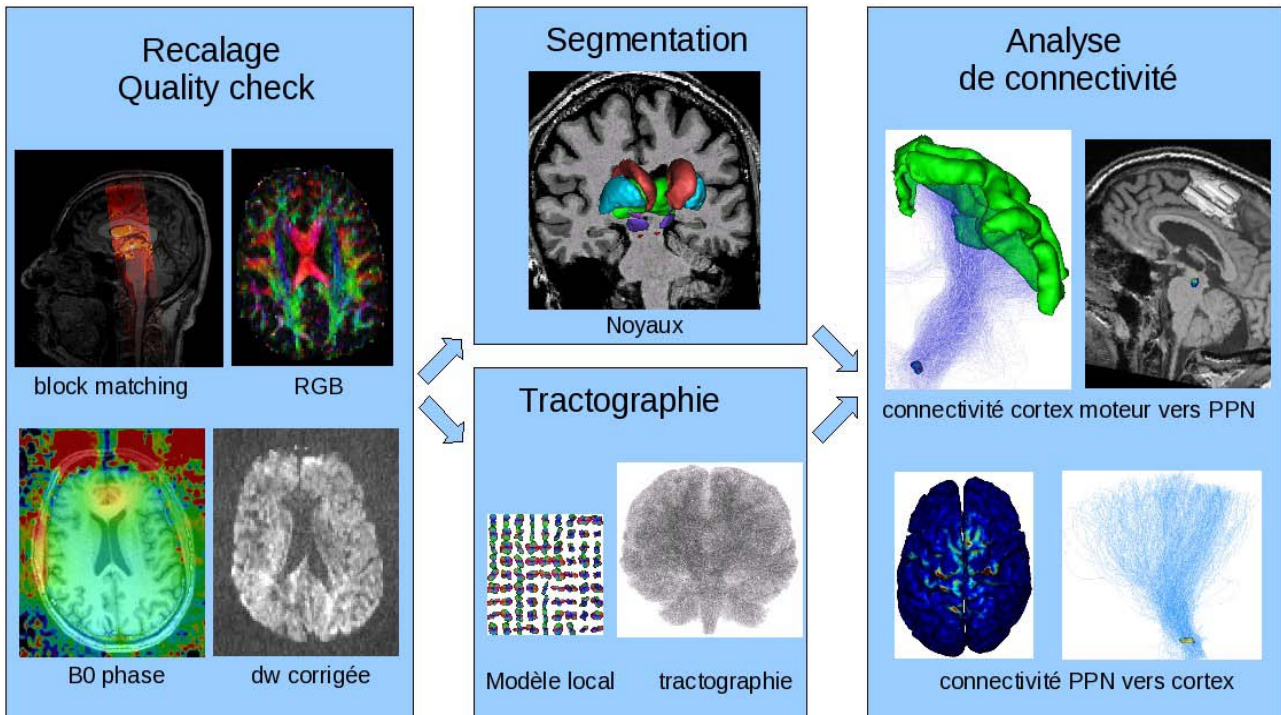 Recalage
Quality check
block matching
RGB
B0 phase
dw corrigée
Segmentation
Noyaux
Tractographie
Modèle local
tractographie
Analyse
de connectivité
connectivité cortex moteur vers PPN
connectivité PPN vers cortex